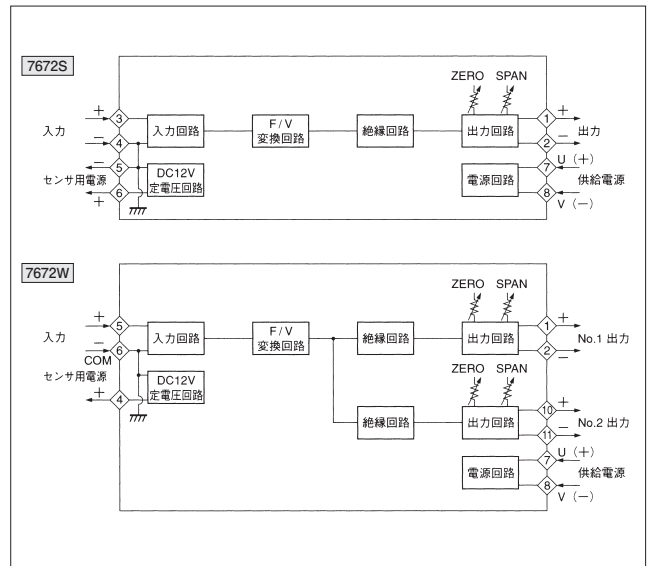 7672S
ZERO SPAN
入力
+
3
入力回路
F / V
変換回路
絶縁回路
出力回路
1
+
出力
−
4
2
−
センサ用電源
−
5
DC12V
定電圧回路
電源回路
7
U (+)
供給電源
+
6
8
V (−)
7672W
ZERO SPAN
入力
+
5
入力回路
F / V
変換回路
絶縁回路
出力回路
1
+
No.1 出力
−
6
COM
2
−
センサ用電源
+
4
DC12V
定電圧回路
ZERO SPAN
絶縁回路
出力回路
10
+
No.2 出力
11
−
電源回路
7
U (+)
供給電源
8
V (−)